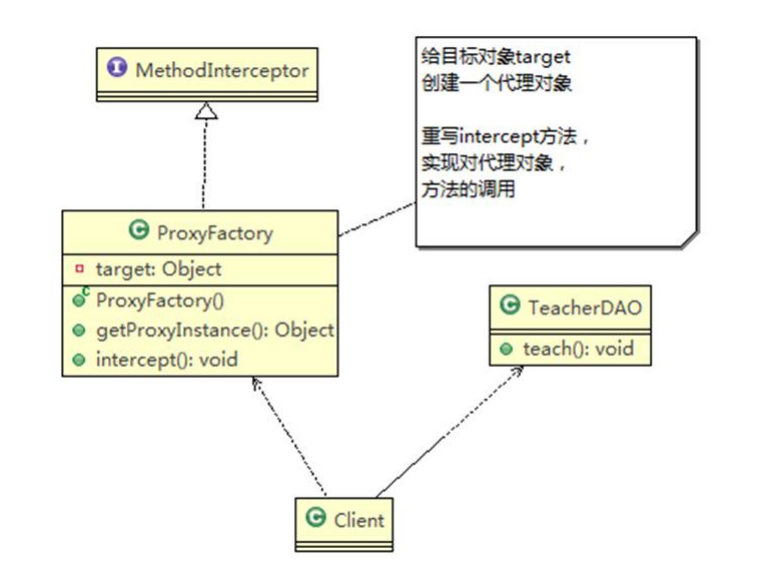 MethodInterceptor
给目标对象target
创建一个代理对象
重写intercept方法，
实现对代理对象，
方法的调用
ProxyFactory
target: Object
ProxyFactory()
getProxyInstance(): Object
intercept(): void
TeacherDAO
teach(): void
Client